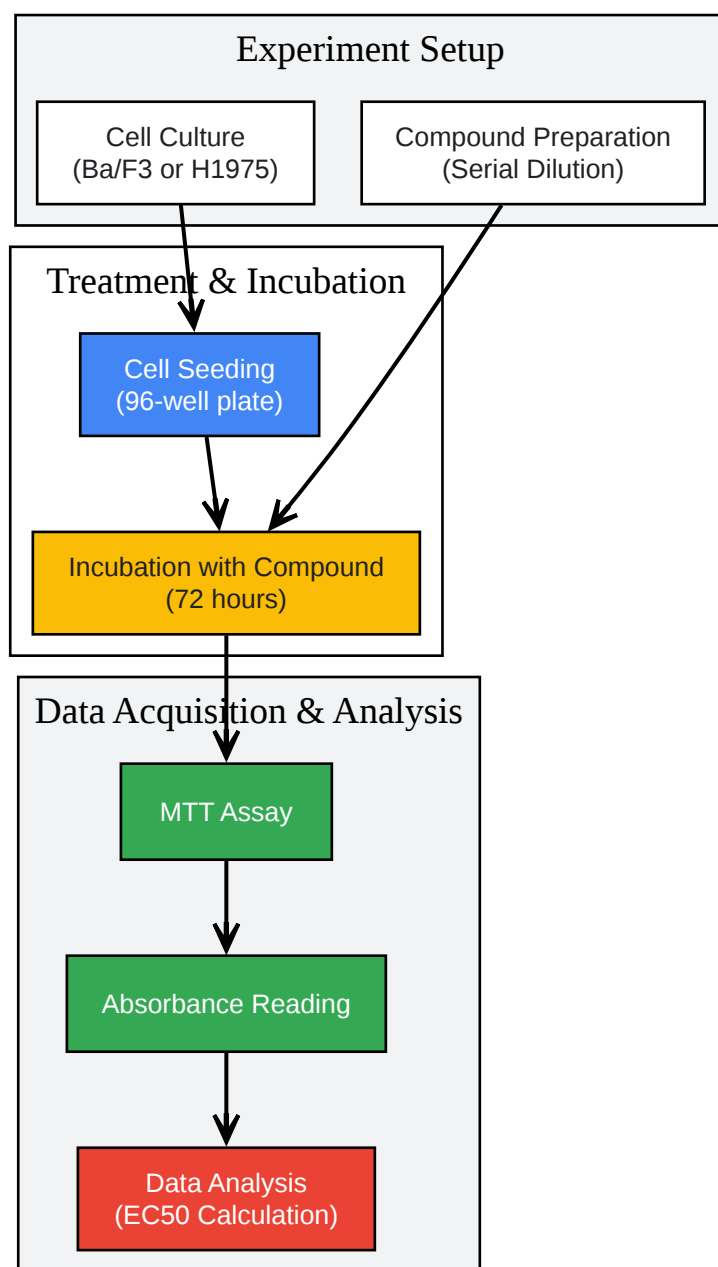 Experiment Setup
Cell Culture
(Ba/F3 or H1975)
Compound Preparation
(Serial Dilution)
Treatment & Incubation
Cell Seeding
(96-well plate)
Incubation with Compound
(72 hours)
Data Acquisition & Analysis
MTT Assay
Absorbance Reading
Data Analysis
(EC50 Calculation)